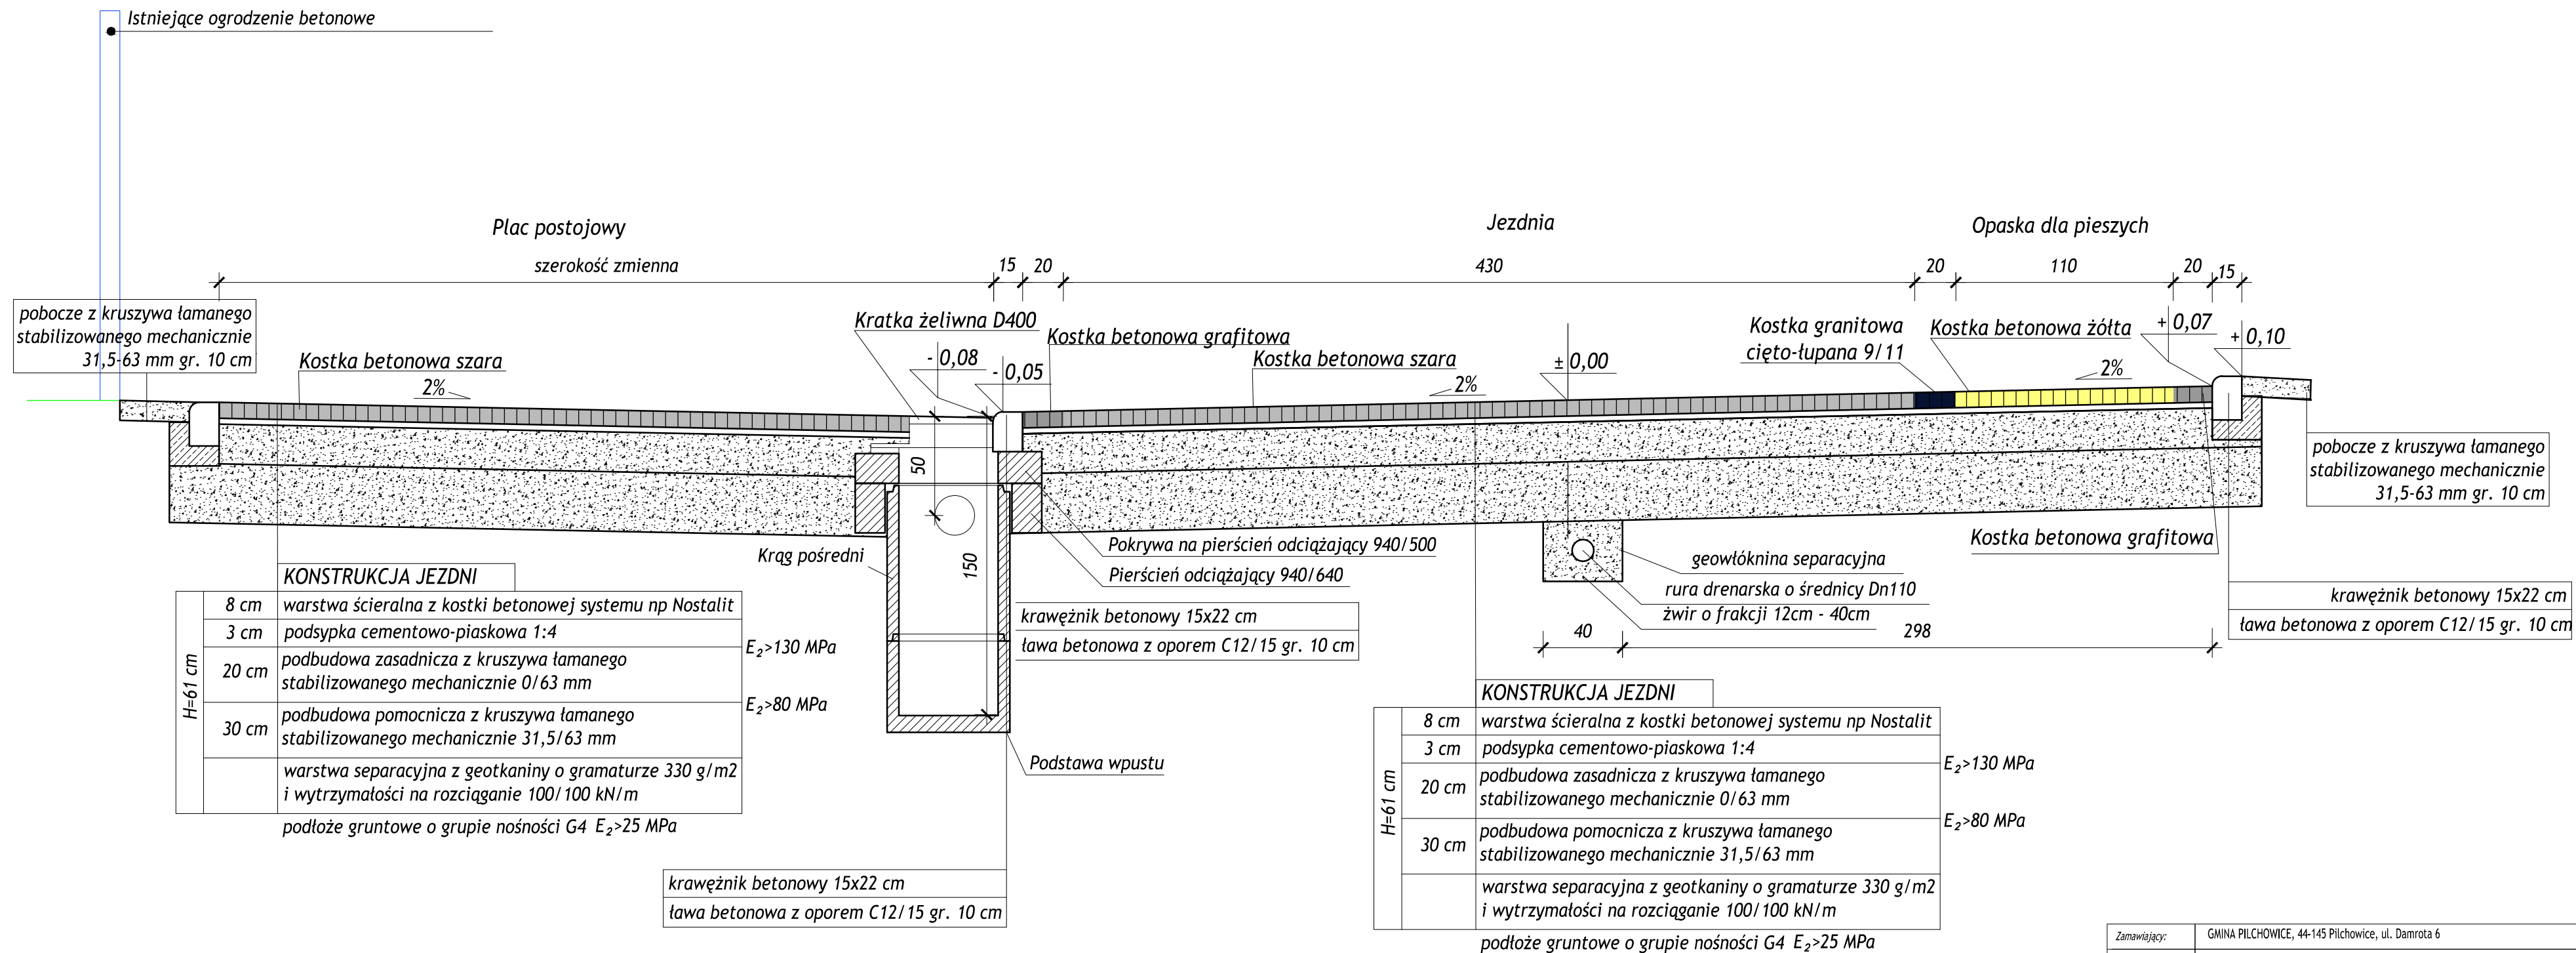 Istniejące ogrodzenie betonowe
Plac postojowy
Jezdnia
Opaska dla pieszych
szerokość zmienna
15
20
430
20
110
20
15
pobocze z kruszywa łamanego
stabilizowanego mechanicznie
31,5-63 mm gr. 10 cm
Kostka betonowa szara
2%
Kratka żeliwna D400
- 0,08
- 0,05
Kostka betonowa grafitowa
Kostka betonowa szara
2%
± 0,00
Kostka granitowa
cięto-łupana 9/11
Kostka betonowa żółta
2%
+ 0,07
+ 0,10
50
150
pobocze z kruszywa łamanego
stabilizowanego mechanicznie
31,5-63 mm gr. 10 cm
Kostka betonowa grafitowa
Krąg pośredni
Pokrywa na pierścień odciążający 940/500
Pierścień odciążający 940/640
geowłóknina separacyjna
rura drenarska o średnicy Dn110
żwir o frakcji 12cm - 40cm
40
298
krawężnik betonowy 15x22 cm
ława betonowa z oporem C12/15 gr. 10 cm
krawężnik betonowy 15x22 cm
ława betonowa z oporem C12/15 gr. 10 cm
KONSTRUKCJA JEZDNI
H=61 cm
8 cm warstwa ścieralna z kostki betonowej systemu np Nostalit
3 cm podsypka cementowo-piaskowa 1:4
E₂>130 MPa
20 cm podbudowa zasadnicza z kruszywa łamanego
stabilizowanego mechanicznie 0/63 mm
E₂>80 MPa
30 cm podbudowa pomocnicza z kruszywa łamanego
stabilizowanego mechanicznie 31,5/63 mm
warstwa separacyjna z geotkaniny o gramaturze 330 g/m2
i wytrzymałości na rozciąganie 100/100 kN/m
podłoże gruntowe o grupie nośności G4 E₂>25 MPa
Podstawa wpustu
krawężnik betonowy 15x22 cm
ława betonowa z oporem C12/15 gr. 10 cm
KONSTRUKCJA JEZDNI
H=61 cm
8 cm warstwa ścieralna z kostki betonowej systemu np Nostalit
3 cm podsypka cementowo-piaskowa 1:4
E₂>130 MPa
20 cm podbudowa zasadnicza z kruszywa łamanego
stabilizowanego mechanicznie 0/63 mm
E₂>80 MPa
30 cm podbudowa pomocnicza z kruszywa łamanego
stabilizowanego mechanicznie 31,5/63 mm
warstwa separacyjna z geotkaniny o gramaturze 330 g/m2
i wytrzymałości na rozciąganie 100/100 kN/m
podłoże gruntowe o grupie nośności G4 E₂>25 MPa
Zamawiający: GMINA PILCHOWICE, 44-145 Pilchowice, ul. Damrota 6